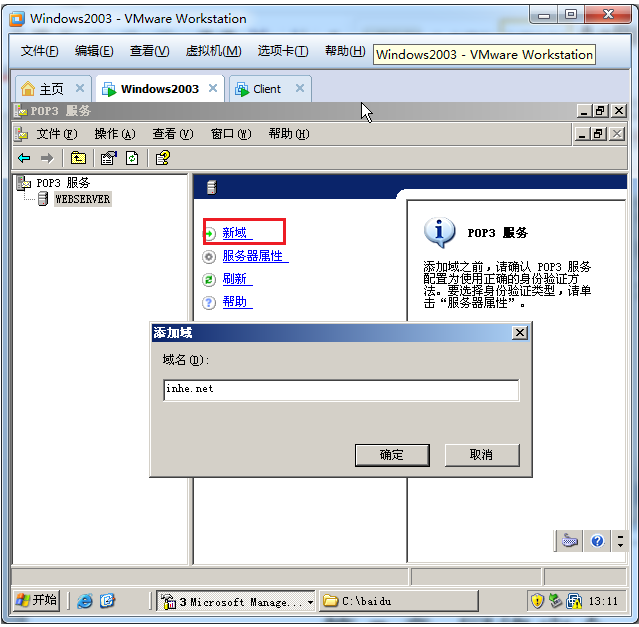 Windows2003 - VMware Workstation
文件(F) 编辑(E) 查看(V) 虚拟机(M) 选项卡(T) 帮助(H)
Windows2003 - VMware Workstation
主页 Windows2003 Client
POP3 服务
文件(F) 操作(A) 查看(V) 窗口(W) 帮助(H)
POP3 服务
WEBSERVER
新域
服务器属性
刷新
帮助
POP3 服务
添加域之前，请确认 POP3 服务
配置为使用正确的身份验证方
法。要选择身份验证类型，请单
击“服务器属性”。
添加域
域名(D):
inhe.net
确定 取消
开始 3 Microsoft Manage... C:\baidu 13:11